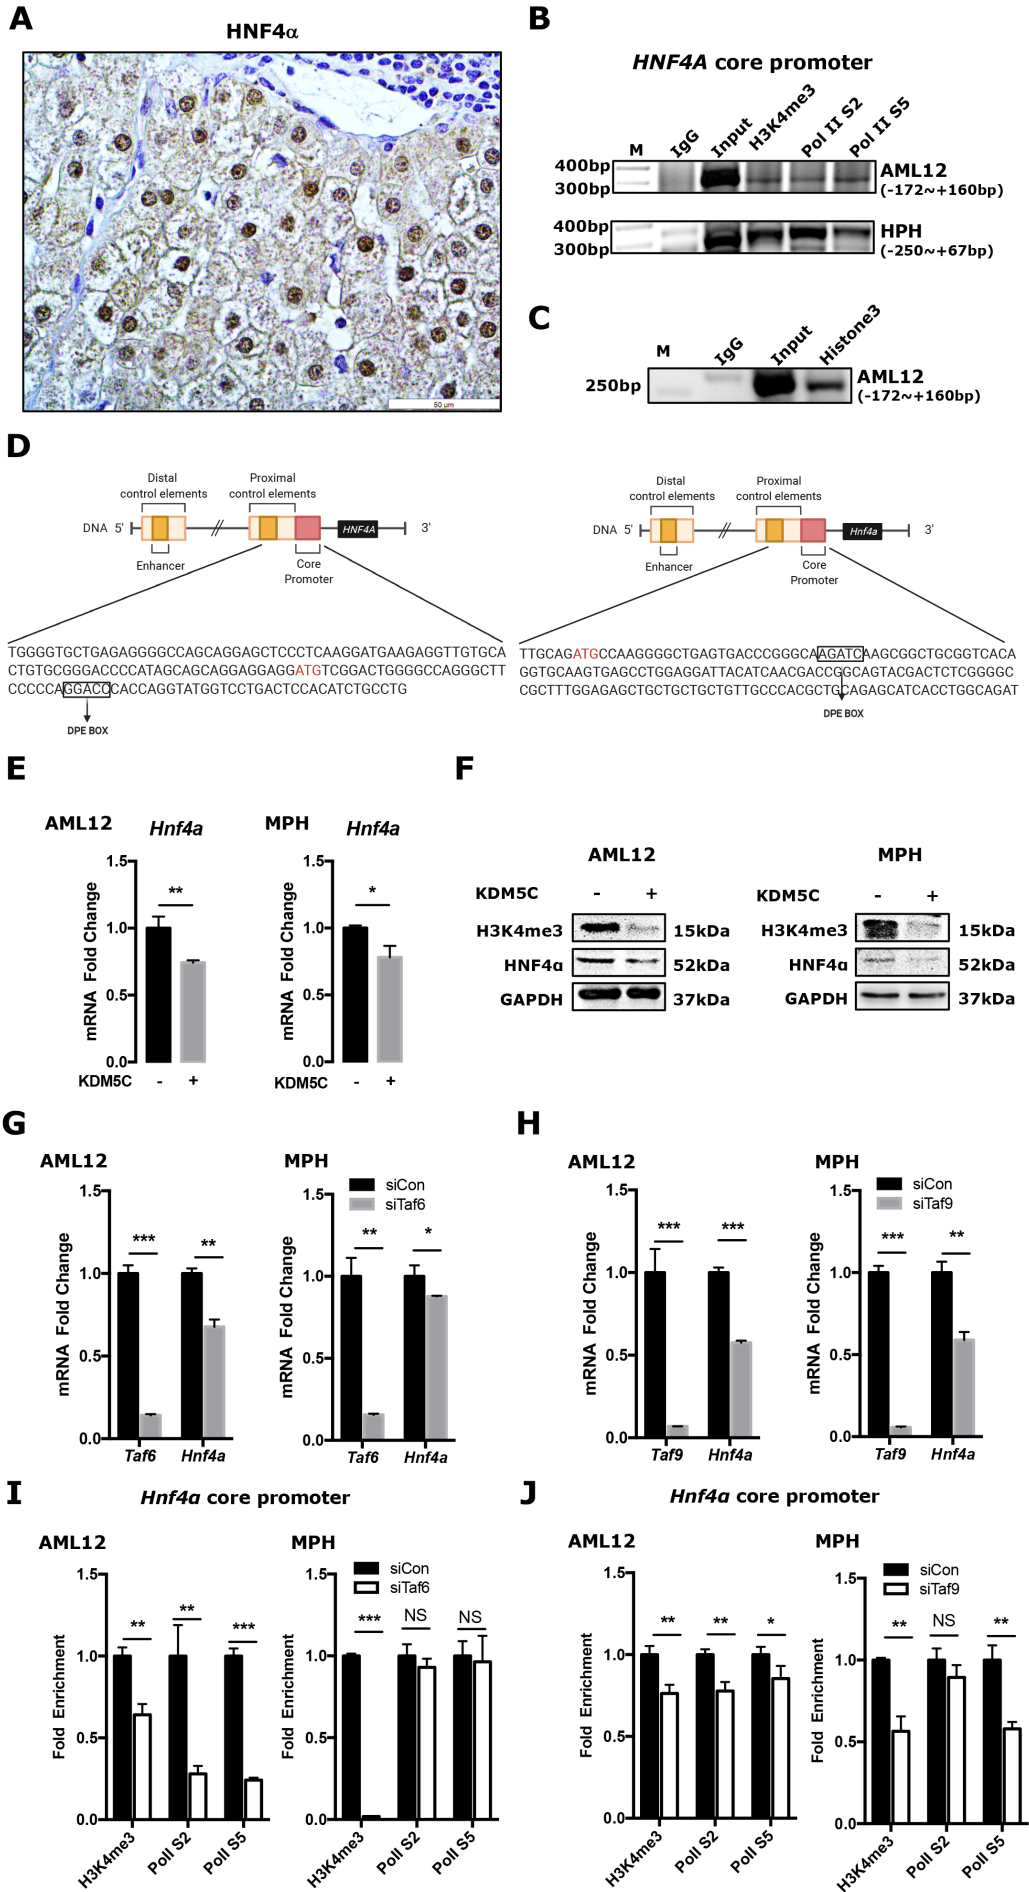 A
HNF4α
50 µm
B
HNF4A core promoter
M
IgG
Input
H3K4me3
Pol II S2
Pol II S5
400bp
300bp
AML12
(-172~+160bp)
400bp
300bp
HPH
(-250~+67bp)
C
M
IgG
Input
Histone3
250bp
AML12
(-172~+160bp)
D
Distal
control elements
Proximal
control elements
DNA 5'
HNF4A
3'
Enhancer
Core
Promoter
TGGGGTGCTGAGAGGGGCCAGCAGGAGCTCCCTCAAGGATGAAGAGGTTGTGCA
CTGTGCGGGACCCCATAGCAGCAGGAGGAGGATGTCGGACTGGGGCCAGGGCTT
CCCCCAGGACCCACCAGGTATGGTCCTGACTCCACATCTGCCTG
DPE BOX
Distal
control elements
Proximal
control elements
DNA 5'
Hnf4a
3'
Enhancer
Core
Promoter
TTGCAGATGCCAAGGGGCTGAGTGACCCGGGCAAGATCAAGCGGCTGCGGTCACA
GGTGCAAGTGAGCCTGGAGGATTACATCAACGACCGGCAGTACGACTCTCGGGGC
CGCTTTGGAGAGCTGCTGCTGCTGTTGCCCACGCTGCAGAGCATCACCTGGCAGAT
DPE BOX
E
AML12
Hnf4a
mRNA Fold Change
1.5
1.0
0.5
0.0
**
KDM5C - +
MPH
Hnf4a
mRNA Fold Change
1.5
1.0
0.5
0.0
*
KDM5C - +
F
AML12
KDM5C - +
H3K4me3 15kDa
HNF4α 52kDa
GAPDH 37kDa
MPH
KDM5C - +
H3K4me3 15kDa
HNF4α 52kDa
GAPDH 37kDa
G
AML12
mRNA Fold Change
1.5
1.0
0.5
0.0
*** **
Taf6 Hnf4a
MPH
siCon
siTaf6
mRNA Fold Change
1.5
1.0
0.5
0.0
** *
Taf6 Hnf4a
H
AML12
mRNA Fold Change
1.5
1.0
0.5
0.0
*** ***
Taf9 Hnf4a
MPH
siCon
siTaf9
mRNA Fold Change
1.5
1.0
0.5
0.0
*** **
Taf9 Hnf4a
I
Hnf4a core promoter
AML12
Fold Enrichment
1.5
1.0
0.5
0.0
** ** ***
H3K4me3 PolI S2 PolI S5
MPH
siCon
siTaf6
Fold Enrichment
1.5
1.0
0.5
0.0
*** NS NS
H3K4me3 PolI S2 PolI S5
J
Hnf4a core promoter
AML12
Fold Enrichment
1.5
1.0
0.5
0.0
** ** *
H3K4me3 PolI S2 PolI S5
MPH
siCon
siTaf9
Fold Enrichment
1.5
1.0
0.5
0.0
** NS **
H3K4me3 PolI S2 PolI S5